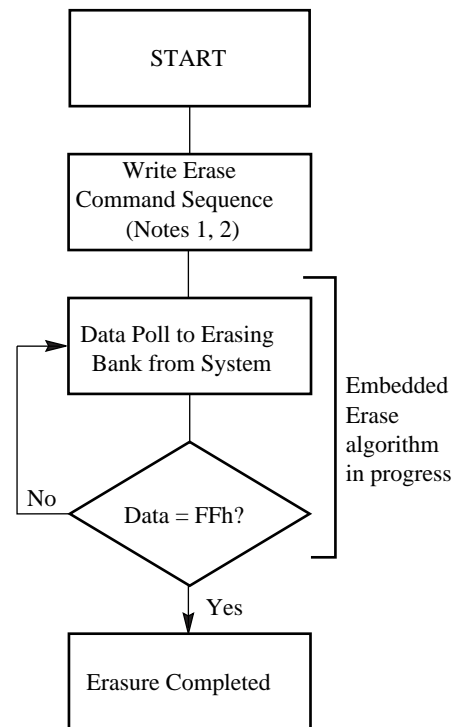 START
Write Erase
Command Sequence
(Notes 1, 2)
Data Poll to Erasing
Bank from System
Embedded
Erase
algorithm
in progress
No
Data = FFh?
Yes
Erasure Completed